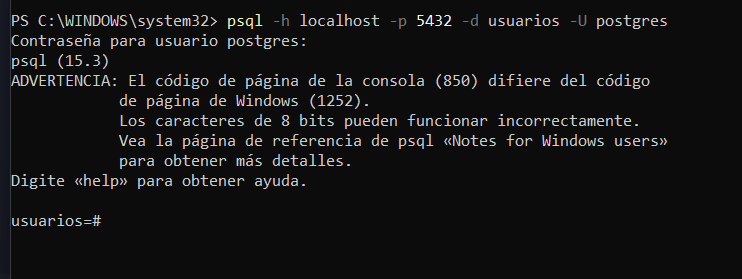 PS C:\WINDOWS\system32> psql -h localhost -p 5432 -d usuarios -U postgres
Contraseña para usuario postgres:
psql (15.3)
ADVERTENCIA: El código de página de la consola (850) difiere del código
            de página de Windows (1252).
            Los caracteres de 8 bits pueden funcionar incorrectamente.
            Vea la página de referencia de psql «Notes for Windows users»
            para obtener más detalles.
Digite «help» para obtener ayuda.
usuarios=#